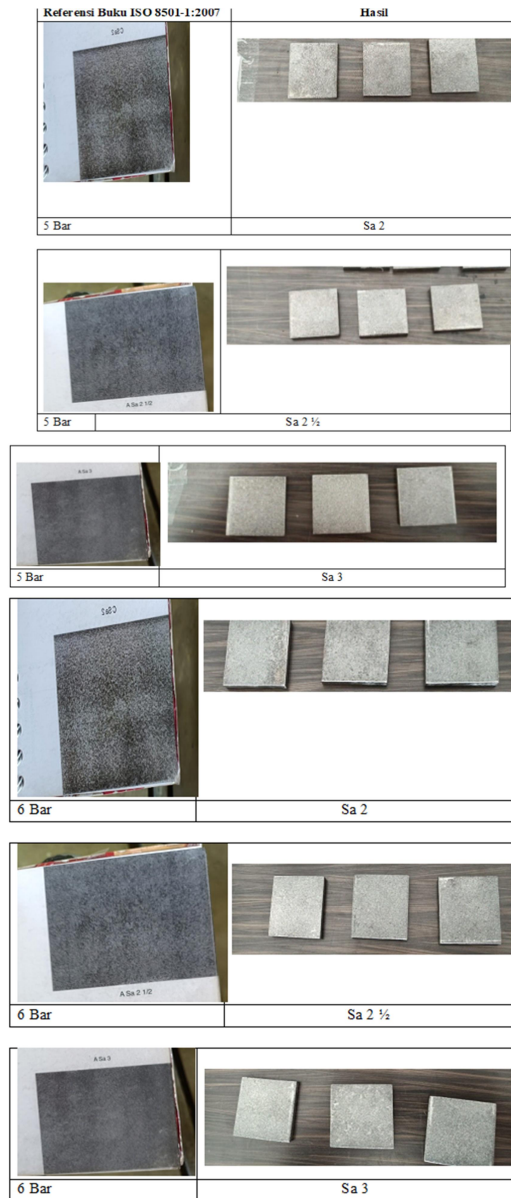 Referensi Buku ISO 8501-1:2007 Hasil
CSa2
5 Bar Sa 2
A Sa 2 1/2
5 Bar Sa 2 ½
A Sa 3
5 Bar Sa 3
CSa2
6 Bar Sa 2
A Sa 2 1/2
6 Bar Sa 2 ½
A Sa 3
6 Bar Sa 3